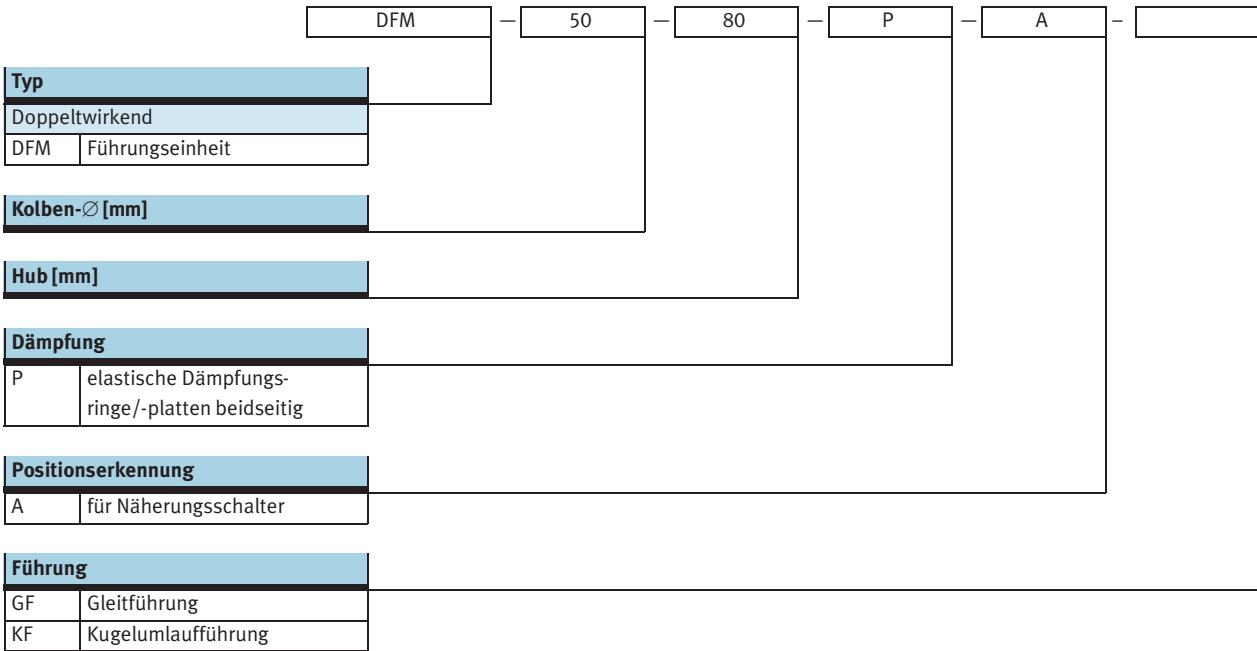 DFM — 50 — 80 — P — A –
Typ
Doppeltwirkend
DFM Führungseinheit
Kolben-∅ [mm]
Hub [mm]
Dämpfung
P elastische Dämpfungs-
ringe/-platten beidseitig
Positionserkennung
A für Näherungsschalter
Führung
GF Gleitführung
KF Kugelumlaufführung